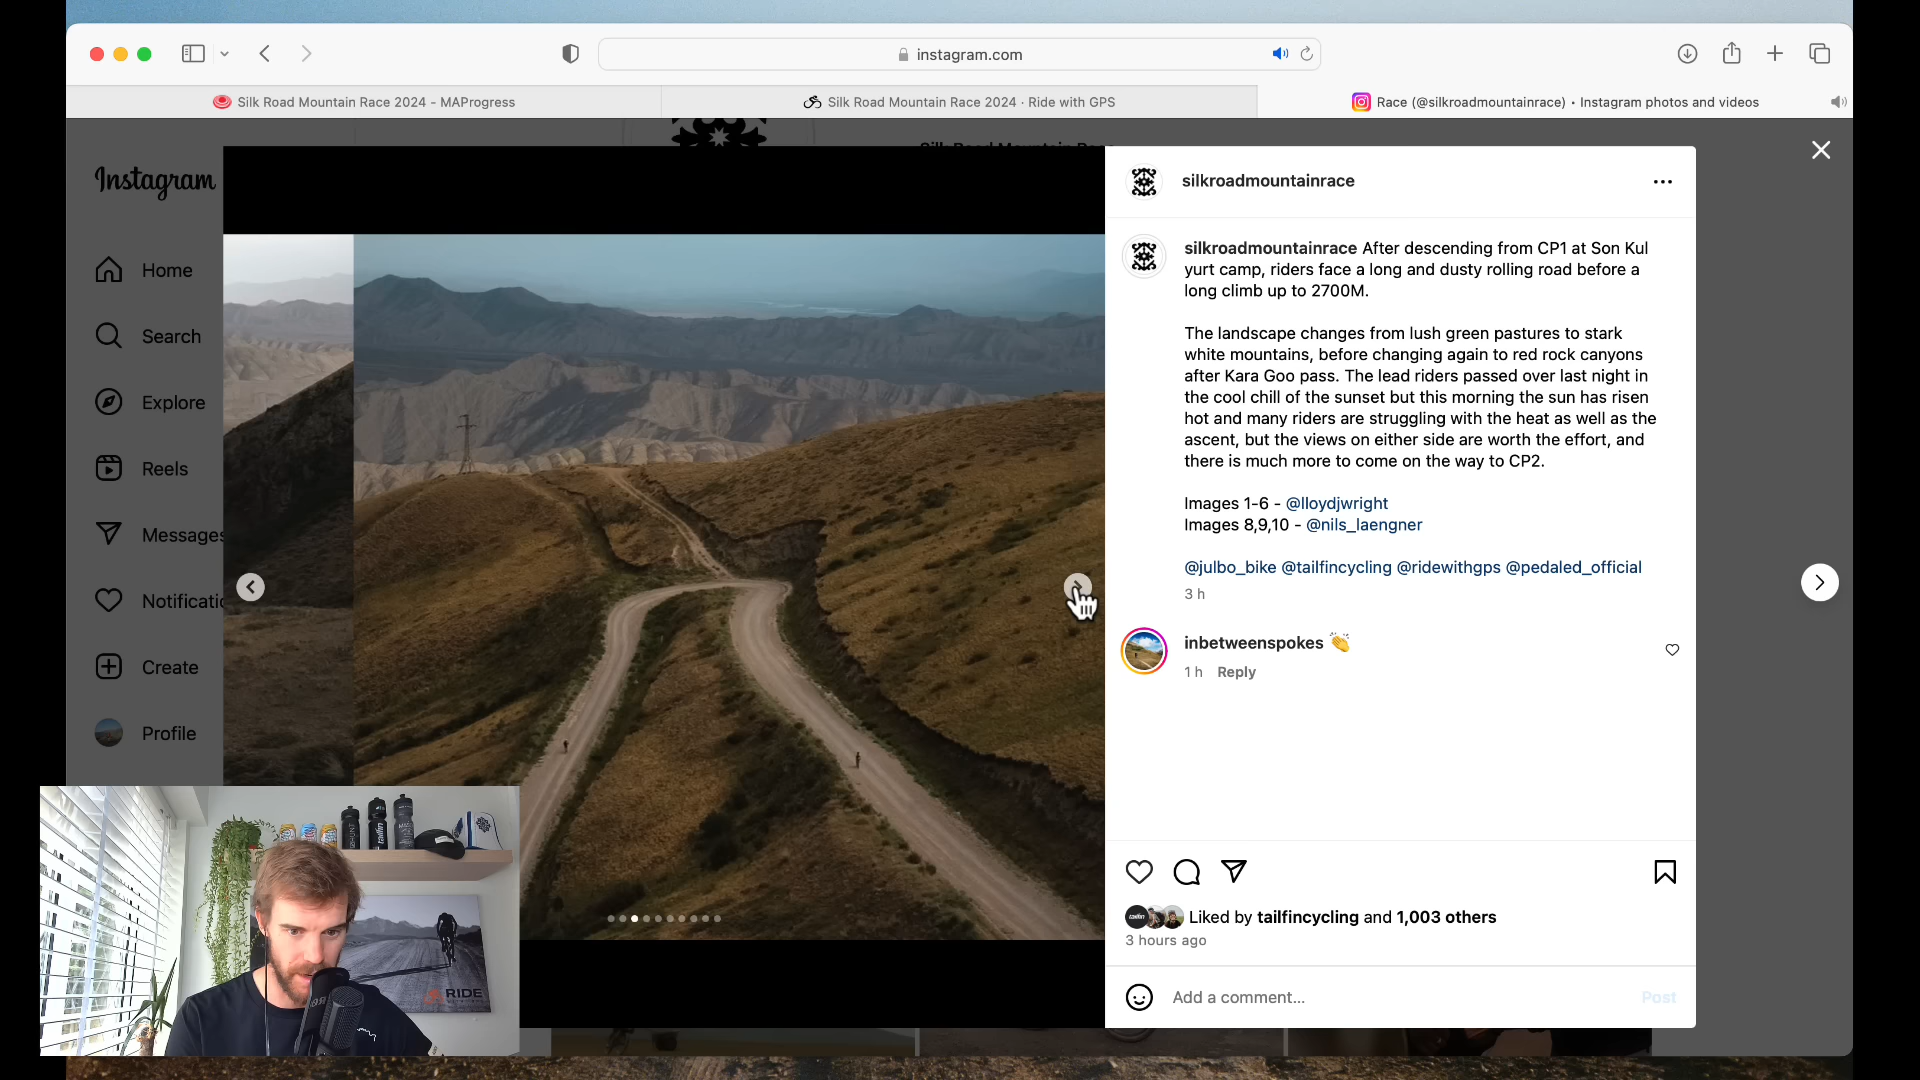 instagram.com
Silk Road Mountain Race 2024 - MAProgress
Silk Road Mountain Race 2024 · Ride with GPS
Race (@silkroadmountainrace) • Instagram photos and videos
Instagram
Home
Search
Explore
Reels
Messages
Profile
Create
silkroadmountainrace
silkroadmountainrace After descending from CP1 at Son Kul
yurt camp, riders face a long and dusty rolling road before a
long climb up to 2700M.
The landscape changes from lush green pastures to stark
white mountains, before changing again to red rock canyons
after Kara Goo pass. The lead riders passed over last night in
the cool chill of the sunset but this morning the sun has risen
hot and many riders are struggling with the heat as well as the
ascent, but the views on either side are worth the effort, and
there is much more to come on the way to CP2.
Images 1-6 - @lloydjwright
Images 8,9,10 - @nils_laengner
@julbo_bike @tailfincycling @ridewithgps @pedaled_official
3 h
inbetweenspokes 👏
1 h Reply
Liked by tailfincycling and 1,003 others
3 hours ago
Add a comment...
Post
RIDE